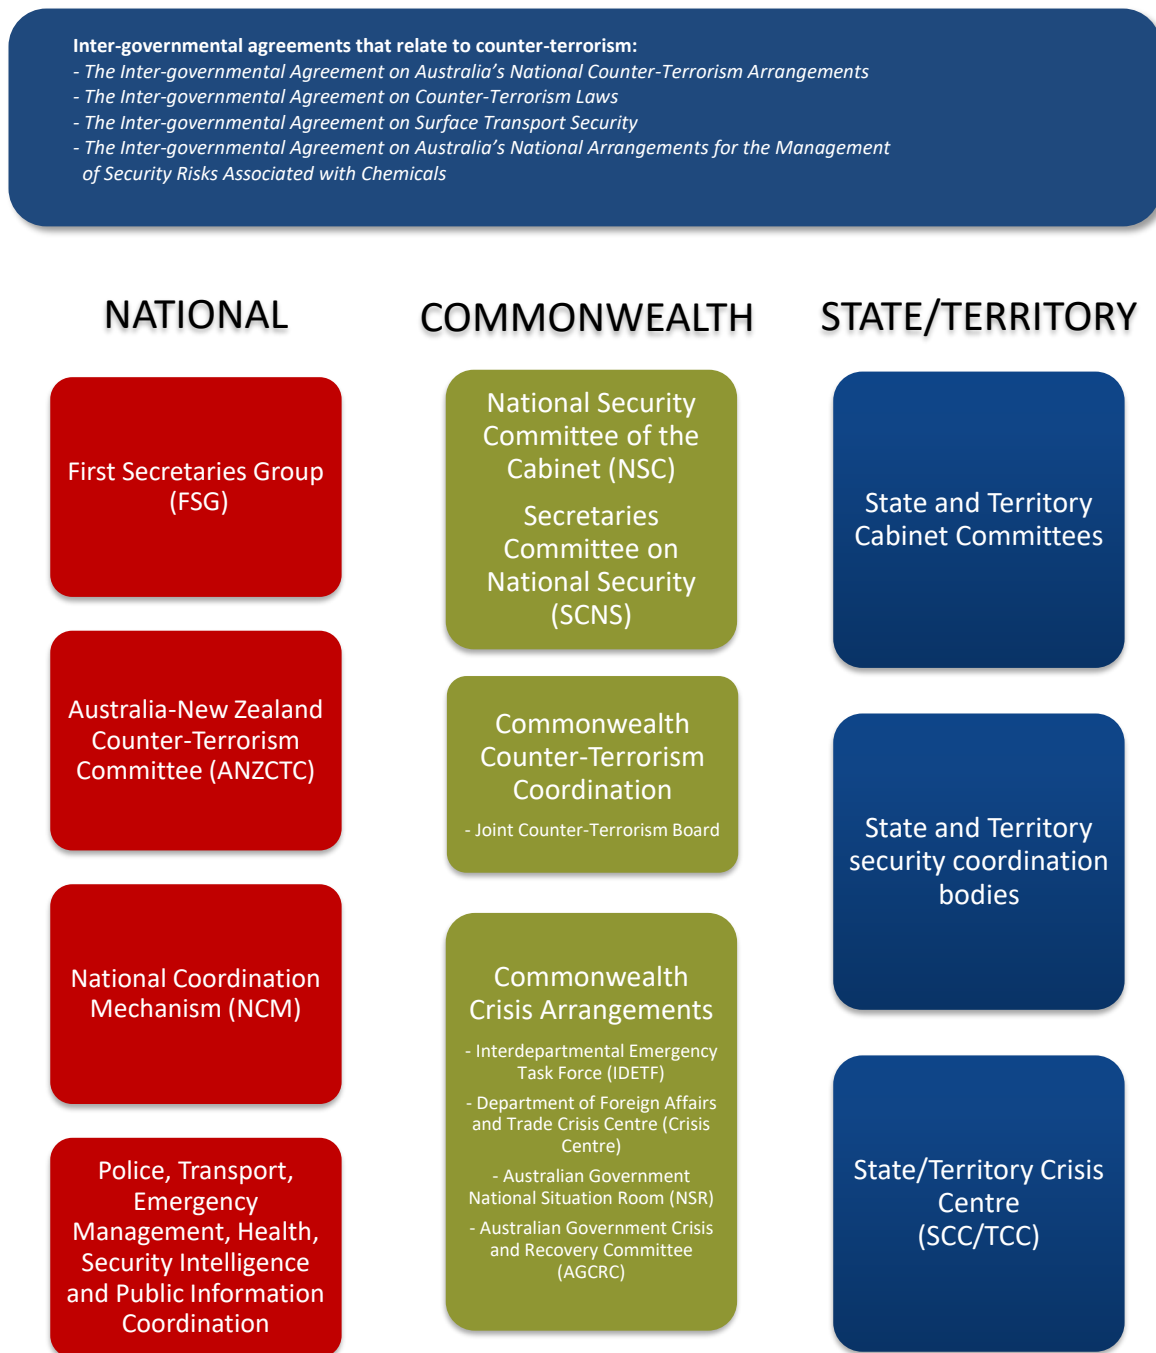 Inter-governmental agreements that relate to counter-terrorism:
- The Inter-governmental Agreement on Australia’s National Counter-Terrorism Arrangements
- The Inter-governmental Agreement on Counter-Terrorism Laws
- The Inter-governmental Agreement on Surface Transport Security
- The Inter-governmental Agreement on Australia’s National Arrangements for the Management
of Security Risks Associated with Chemicals
NATIONAL
First Secretaries Group
(FSG)
Australia-New Zealand
Counter-Terrorism
Committee (ANZCTC)
National Coordination
Mechanism (NCM)
Police, Transport,
Emergency
Management, Health,
Security Intelligence
and Public Information
Coordination
COMMONWEALTH
National Security
Committee of the
Cabinet (NSC)
Secretaries
Committee on
National Security
(SCNS)
Commonwealth
Counter-Terrorism
Coordination
- Joint Counter-Terrorism Board
Commonwealth
Crisis Arrangements
- Interdepartmental Emergency
Task Force (IDETF)
- Department of Foreign Affairs
and Trade Crisis Centre (Crisis
Centre)
- Australian Government
National Situation Room (NSR)
- Australian Government Crisis
and Recovery Committee
(AGCRC)
STATE/TERRITORY
State and Territory
Cabinet Committees
State and Territory
security coordination
bodies
State/Territory Crisis
Centre
(SCC/TCC)